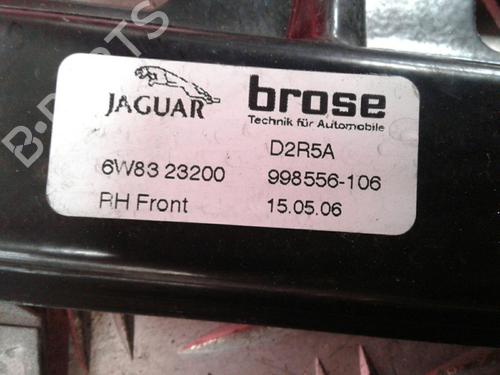 B-PARTS
JAGUAR
brose
Technik für Automobile
D2R5A
6W83 23200 998556-106
RH Front 15.05.06